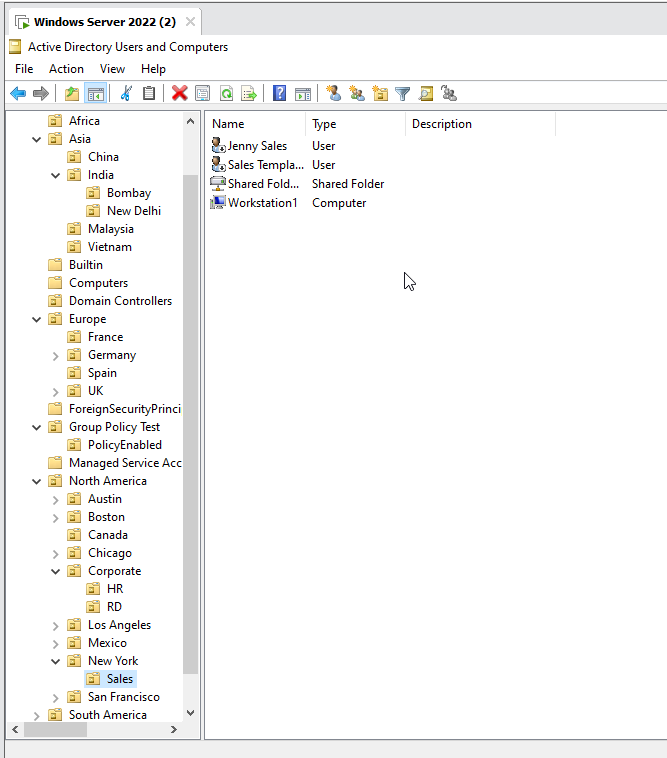 Windows Server 2022 (2)
Active Directory Users and Computers
File Action View Help
Africa
Asia
China
India
Bombay
New Delhi
Malaysia
Vietnam
Builtin
Computers
Domain Controllers
Europe
France
Germany
Spain
UK
ForeignSecurityPrinci
Group Policy Test
PolicyEnabled
Managed Service Acc
North America
Austin
Boston
Canada
Chicago
Corporate
HR
RD
Los Angeles
Mexico
New York
Sales
San Francisco
South America
Name Type Description
Jenny Sales User
Sales Templa... User
Shared Fold... Shared Folder
Workstation1 Computer